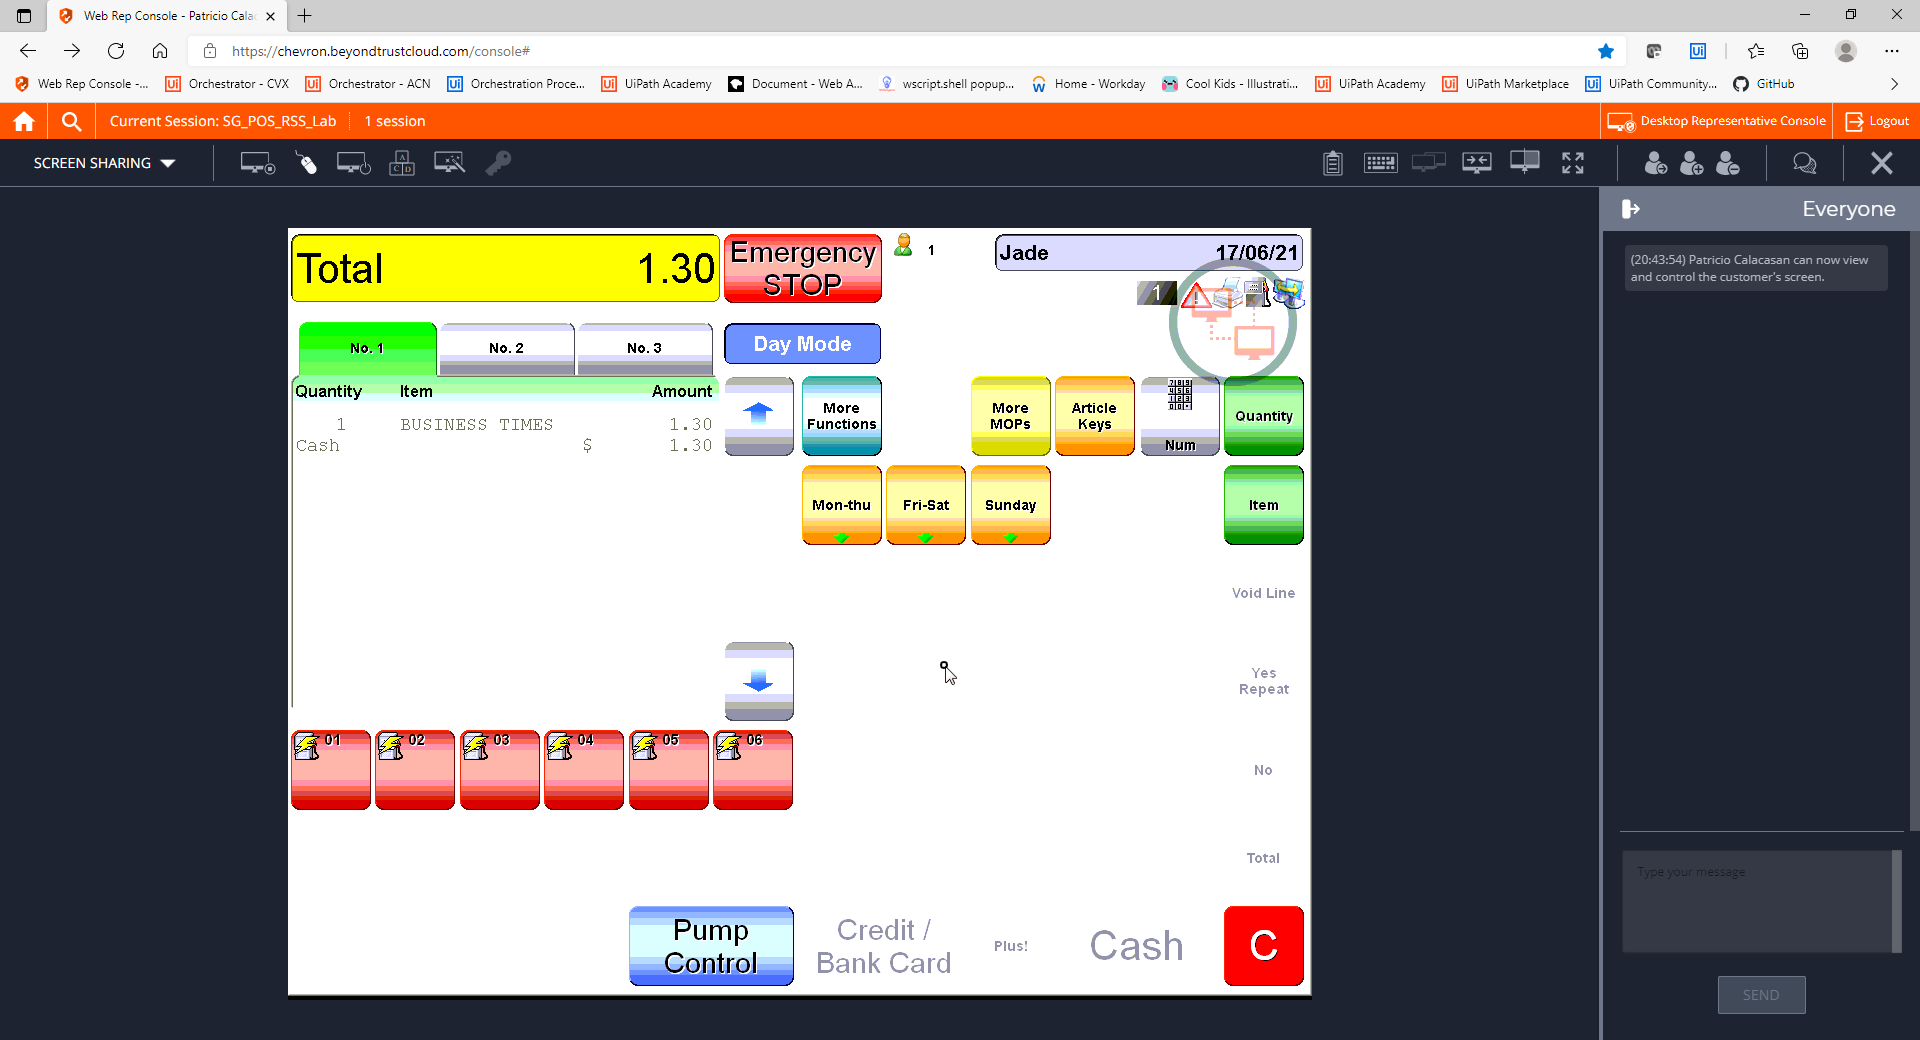 Web Rep Console - Patricio Cala
https://chevron.beyondtrustcloud.com/console#
Web Rep Console -...
Orchestrator - CVX
Orchestrator - ACN
Orchestration Proce...
UiPath Academy
Document - Web A...
wscript.shell popup...
Home - Workday
Cool Kids - Illustrati...
UiPath Academy
UiPath Marketplace
UiPath Community...
GitHub
Current Session: SG_POS_RSS_Lab
1 session
Desktop Representative Console
Logout
SCREEN SHARING
Everyone
(20:43:54) Patricio Calacasan can now view
and control the customer's screen.
Total 1.30
Emergency
STOP
1
Jade 17/06/21
1
No. 1
No. 2
No. 3
Day Mode
Quantity Item Amount
1 BUSINESS TIMES 1.30
Cash $ 1.30
More
Functions
More
MOPs
Article
Keys
Num
Quantity
Mon-thu
Fri-Sat
Sunday
Item
Void Line
Yes
Repeat
01
02
03
04
05
06
No
Total
Pump
Control
Credit /
Bank Card
Plus!
Cash
C
Type your message
SEND